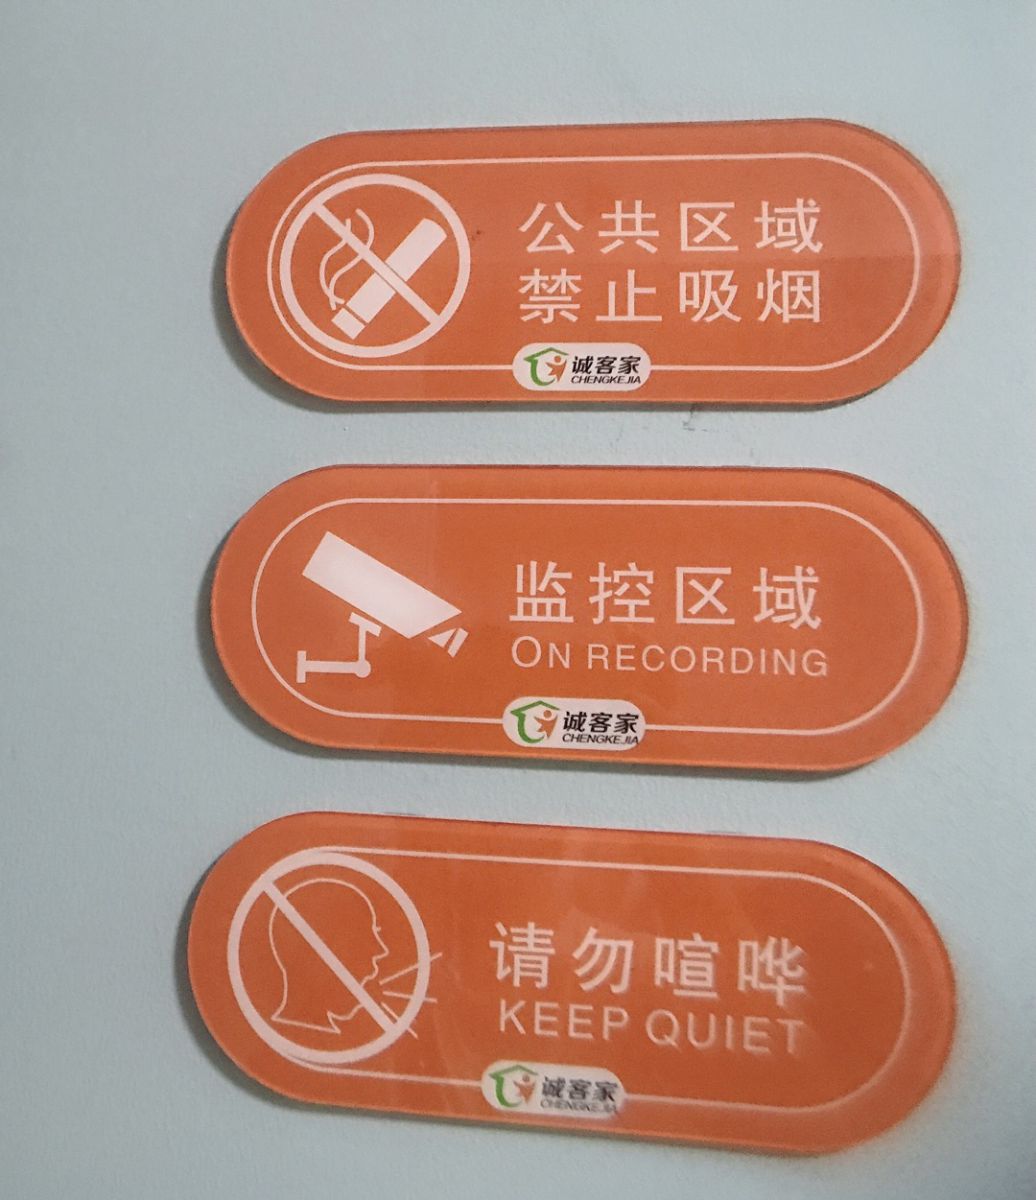 公共区域
禁止吸烟
诚客家
CHENGKEJIA
监控区域
ON RECORDING
诚客家
CHENGKEJIA
请勿喧哗
KEEP QUIET
诚客家
CHENGKEJIA